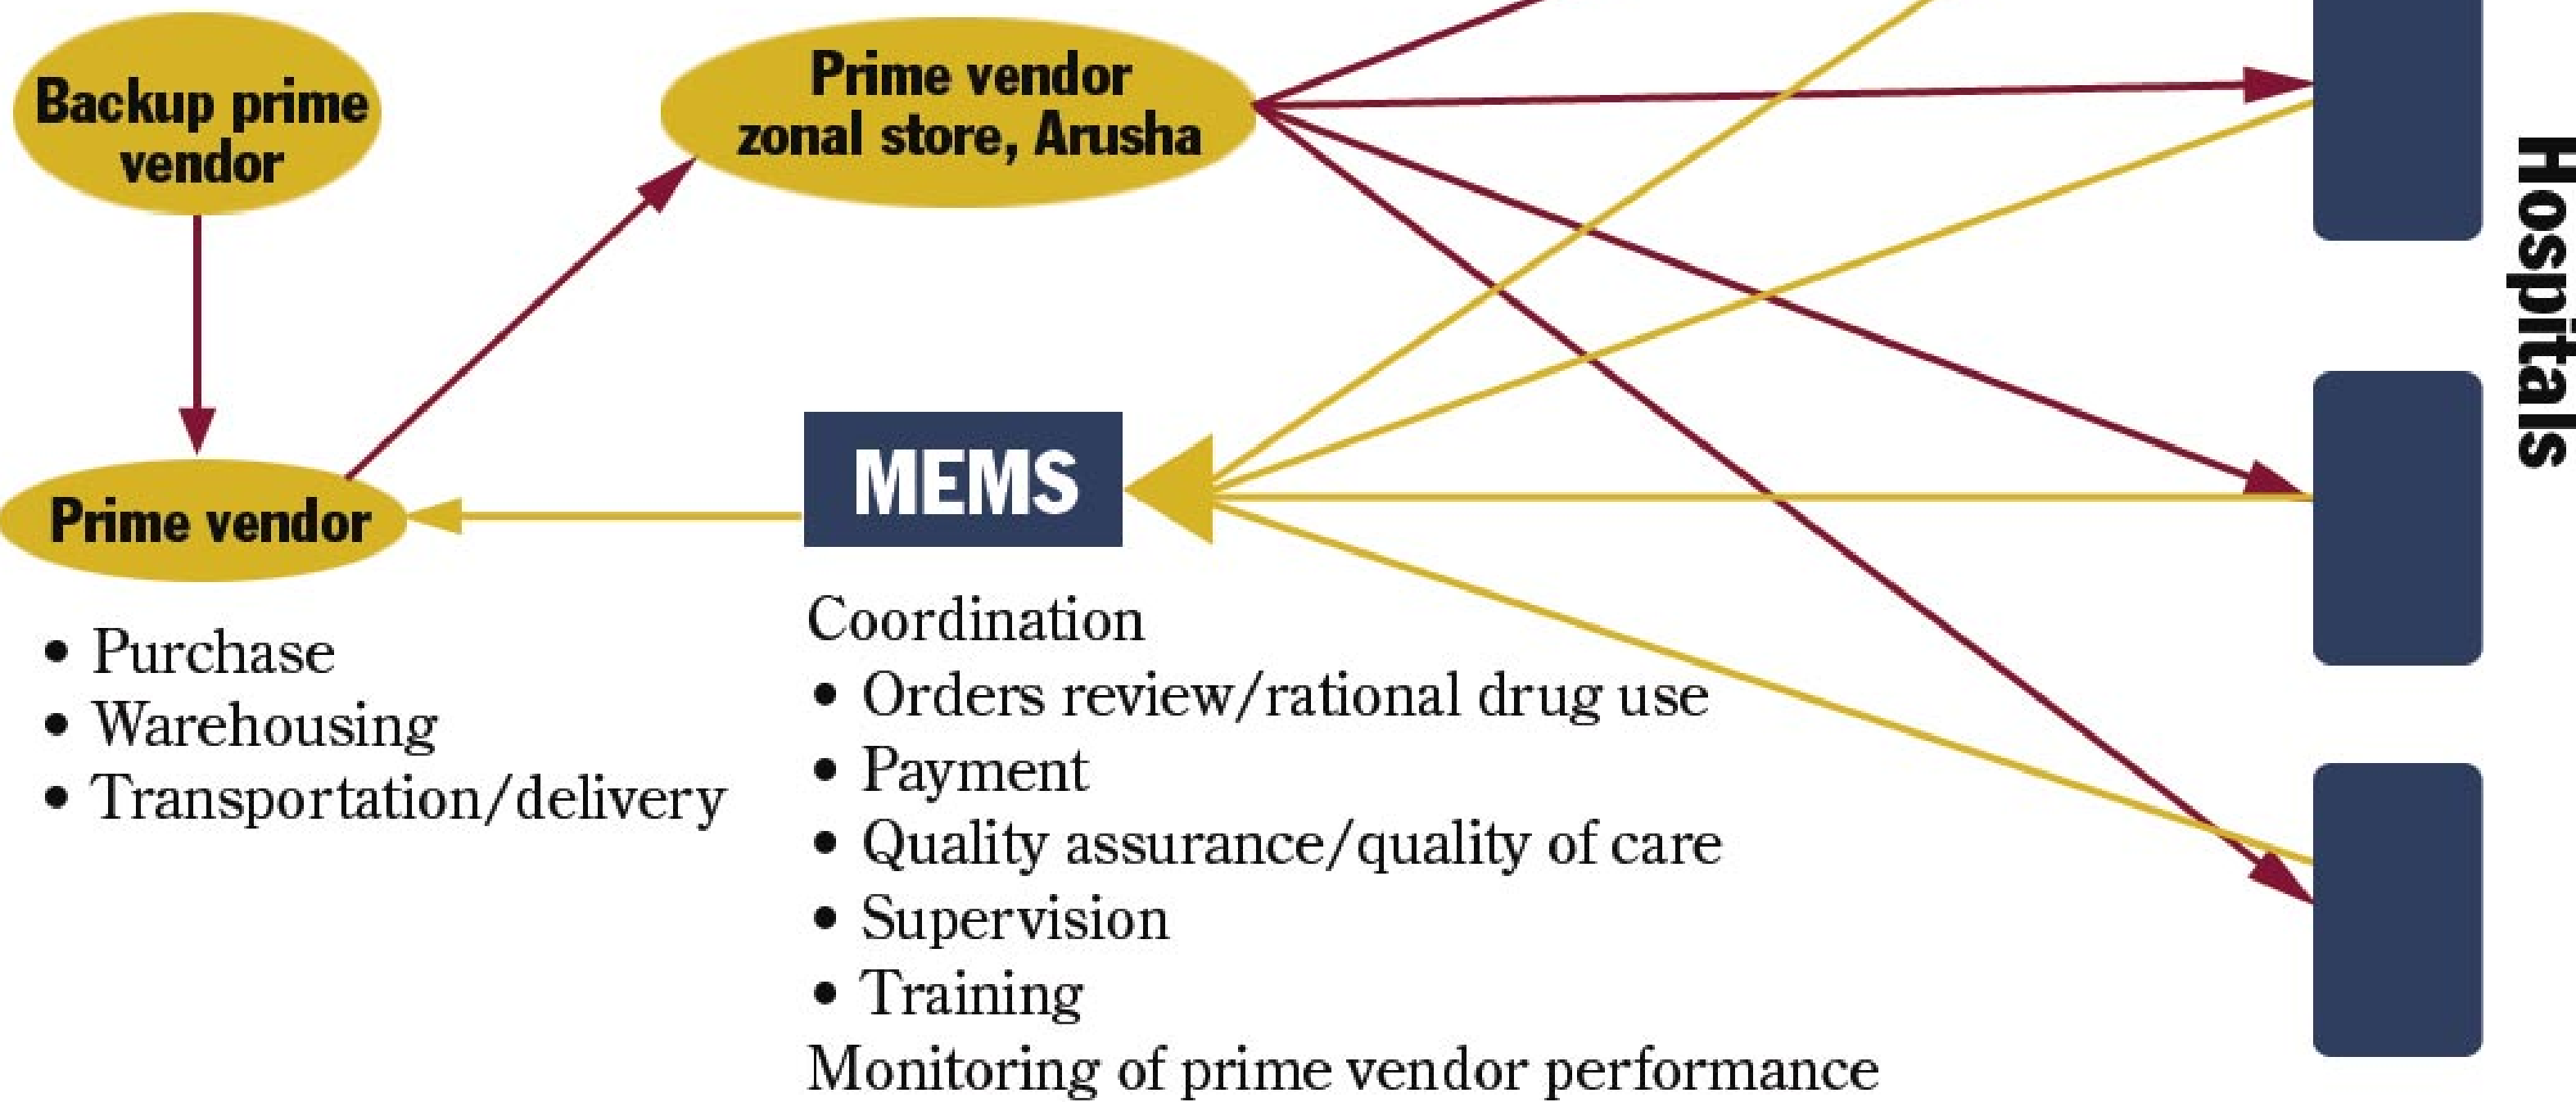 Backup prime
vendor
Prime vendor
zonal store, Arusha
Hospitals
MEMS
Prime vendor
• Purchase
• Warehousing
• Transportation/delivery
Coordination
• Orders review/rational drug use
• Payment
• Quality assurance/quality of care
• Supervision
• Training
Monitoring of prime vendor performance